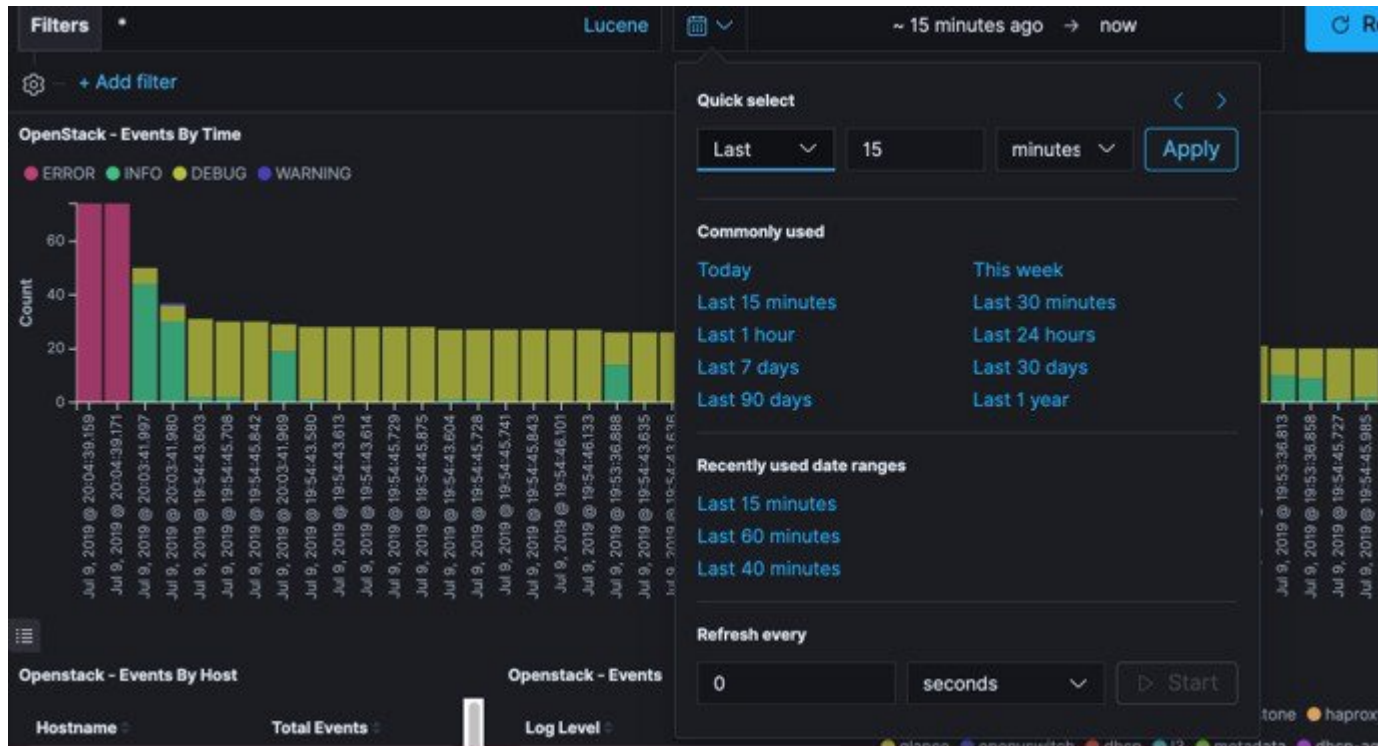 Filters * Lucene ~ 15 minutes ago → now
+ Add filter
OpenStack - Events By Time
ERROR INFO DEBUG WARNING
Count
60
40
20
0
Jul 9, 2019 @ 20:04:39.159
Jul 9, 2019 @ 20:04:39.171
Jul 9, 2019 @ 20:03:41.997
Jul 9, 2019 @ 20:03:41.980
Jul 9, 2019 @ 19:54:43.603
Jul 9, 2019 @ 19:54:45.708
Jul 9, 2019 @ 19:54:45.842
Jul 9, 2019 @ 20:03:41.969
Jul 9, 2019 @ 19:54:43.580
Jul 9, 2019 @ 19:54:43.613
Jul 9, 2019 @ 19:54:43.614
Jul 9, 2019 @ 19:54:45.729
Jul 9, 2019 @ 19:54:45.875
Jul 9, 2019 @ 19:54:43.604
Jul 9, 2019 @ 19:54:45.728
Jul 9, 2019 @ 19:54:45.741
Jul 9, 2019 @ 19:54:45.843
Jul 9, 2019 @ 19:54:46.101
Jul 9, 2019 @ 19:54:46.133
Jul 9, 2019 @ 19:53:36.888
Jul 9, 2019 @ 19:54:43.635
Jul 9, 2019 @ 19:53:36.813
Jul 9, 2019 @ 19:53:36.858
Jul 9, 2019 @ 19:54:45.727
Jul 9, 2019 @ 19:54:45.985
Quick select
Last 15 minutes Apply
Commonly used
Today This week
Last 15 minutes Last 30 minutes
Last 1 hour Last 24 hours
Last 7 days Last 30 days
Last 90 days Last 1 year
Recently used date ranges
Last 15 minutes
Last 60 minutes
Last 40 minutes
Refresh every
0 seconds Start
Openstack - Events By Host Openstack - Events
Hostname Total Events Log Level
tone haprox